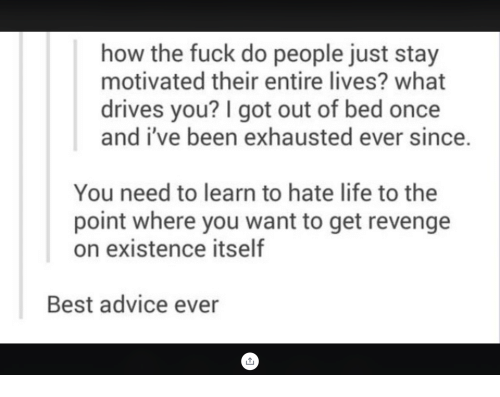 how the fuck do people just stay
motivated their entire lives? what
drives you? I got out of bed once
and i've been exhausted ever since.
You need to learn to hate life to the
point where you want to get revenge
on existence itself
Best advice ever